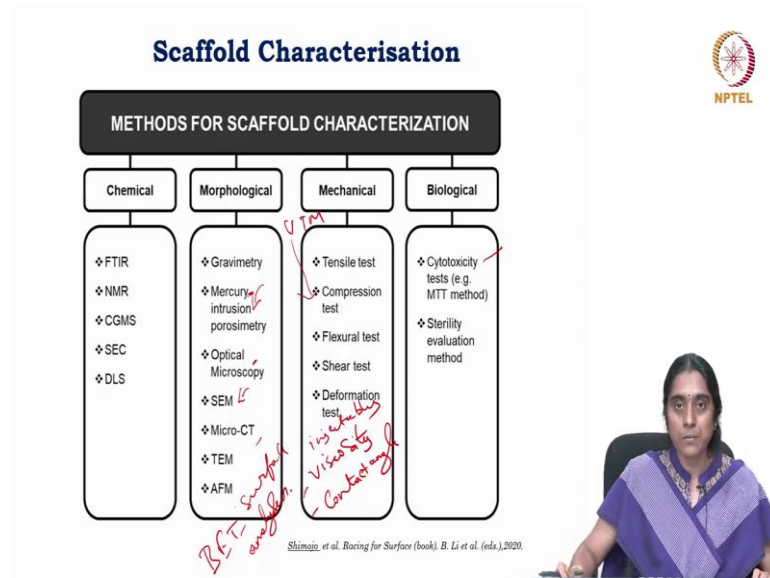 Scaffold Characterisation
NPTEL
METHODS FOR SCAFFOLD CHARACTERIZATION
Chemical
❖ FTIR
❖ NMR
❖ CGMS
❖ SEC
❖ DLS
Morphological
❖ Gravimetry
❖ Mercury
intrusion
porosimetry
❖ Optical
Microscopy
❖ SEM
❖ Micro-CT
❖ TEM
❖ AFM
BET - surface
analyser
Mechanical
UTM
❖ Tensile test
❖ Compression
test
❖ Flexural test
❖ Shear test
❖ Deformation
test
- Viscosity
- Contact angle
Biological
❖ Cytotoxicity
tests (e.g.
MTT method)
❖ Sterility
evaluation
method
Shimojo et al. Racing for Surface (book). B. Li et al. (eds.),2020.